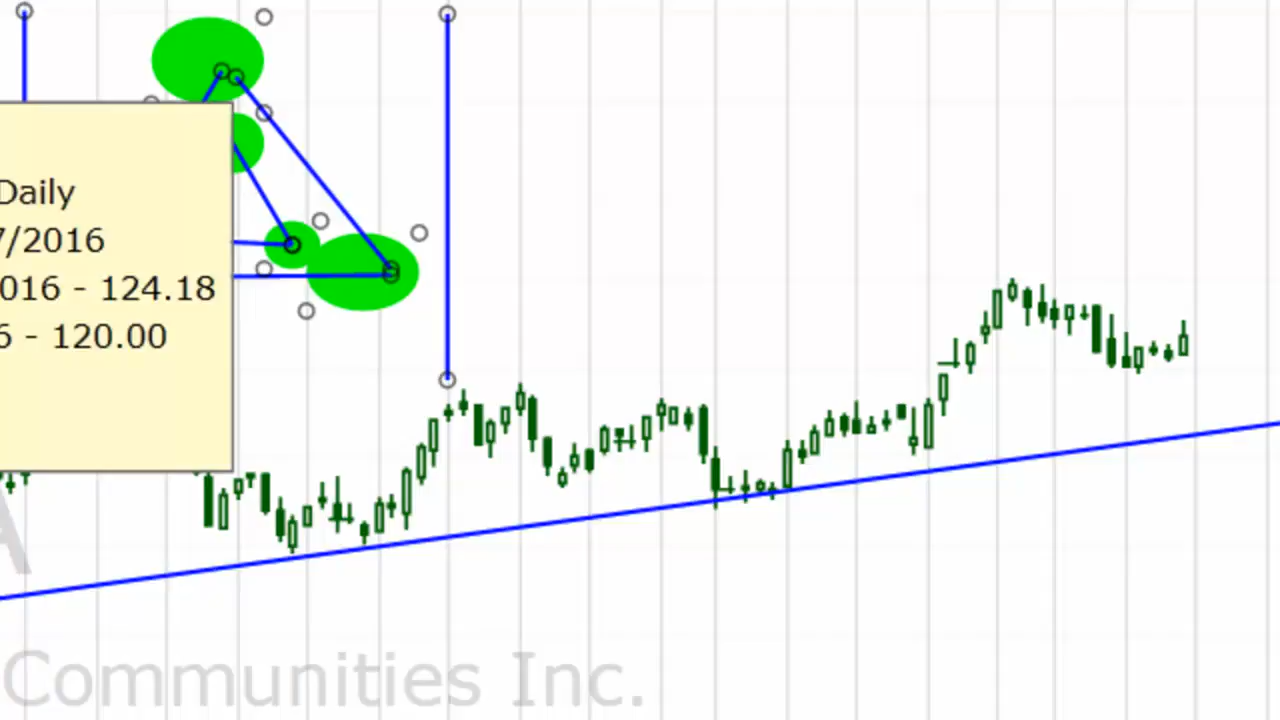 Daily
7/2016
016 - 124.18
6 - 120.00
A
Communities Inc.